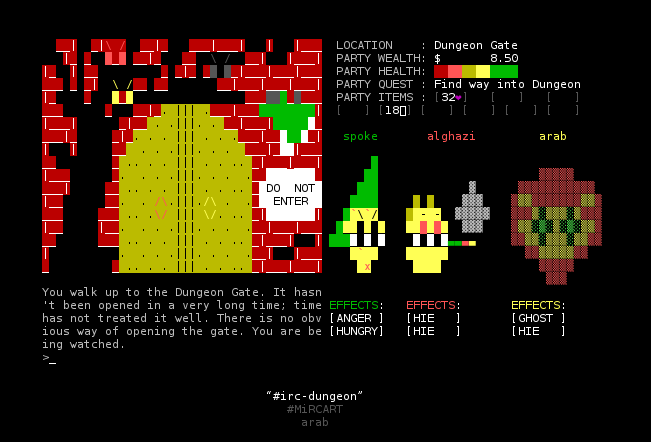 LOCATION    : Dungeon Gate
PARTY WEALTH: $       8.50
PARTY HEALTH:
PARTY QUEST : Find way into Dungeon
PARTY ITEMS : [32♥] [   ] [   ] [   ]
[   ] [18▯] [   ] [   ] [   ] [   ]
spoke alghazi arab
DO NOT
ENTER
You walk up to the Dungeon Gate. It hasn
't been opened in a very long time; time
has not treated it well. There is no obv
ious way of opening the gate. You are be
ing watched.
>_
EFFECTS: EFFECTS: EFFECTS:
[ANGER ] [HIE   ] [GHOST ]
[HUNGRY] [HIE   ] [HIE   ]
“#irc-dungeon”
#MiRCART
arab